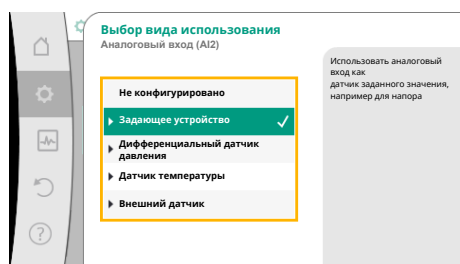 Выбор вида использования
Аналоговый вход (AI2)
Не конфигурировано
Задающее устройство
Дифференциальный датчик
давления
Датчик температуры
Внешний датчик
Использовать аналоговый
вход как
датчик заданного значения,
например для напора
?